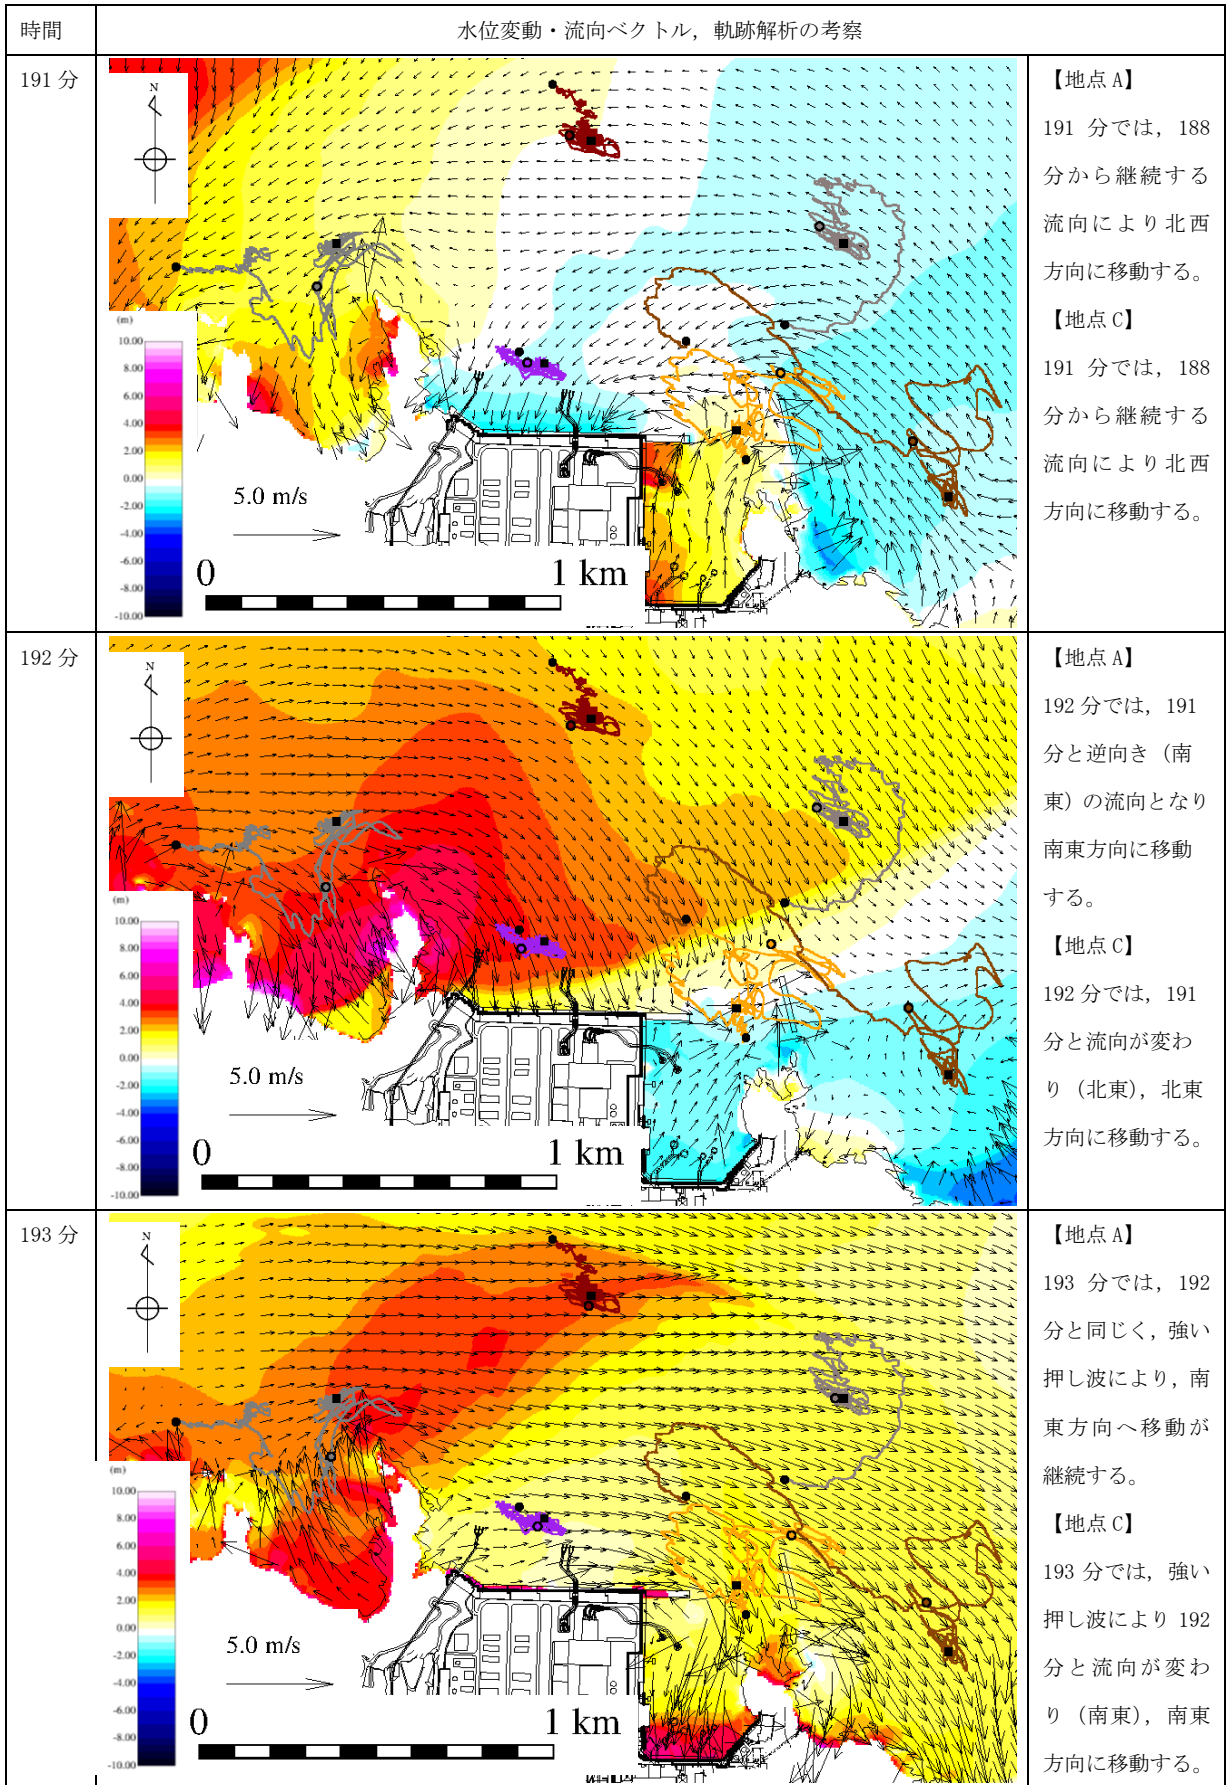 時間
水位変動・流向ベクトル，軌跡解析の考察
191 分
N
(m)
10.00
8.00
6.00
4.00
2.00
0.00
-2.00
-4.00
-6.00
-8.00
-10.00
5.0 m/s
0
1 km
【地点 A】
191 分では，188
分から継続する
流向により北西
方向に移動する。
【地点 C】
191 分では，188
分から継続する
流向により北西
方向に移動する。
192 分
N
(m)
10.00
8.00
6.00
4.00
2.00
0.00
-2.00
-4.00
-6.00
-8.00
-10.00
5.0 m/s
0
1 km
【地点 A】
192 分では，191
分と逆向き（南
東）の流向となり
南東方向に移動
する。
【地点 C】
192 分では，191
分と流向が変わ
り（北東），北東
方向に移動する。
193 分
N
(m)
10.00
8.00
6.00
4.00
2.00
0.00
-2.00
-4.00
-6.00
-8.00
-10.00
5.0 m/s
0
1 km
【地点 A】
193 分では，192
分と同じく，強い
押し波により，南
東方向へ移動が
継続する。
【地点 C】
193 分では，強い
押し波により 192
分と流向が変わ
り（南東），南東
方向に移動する。